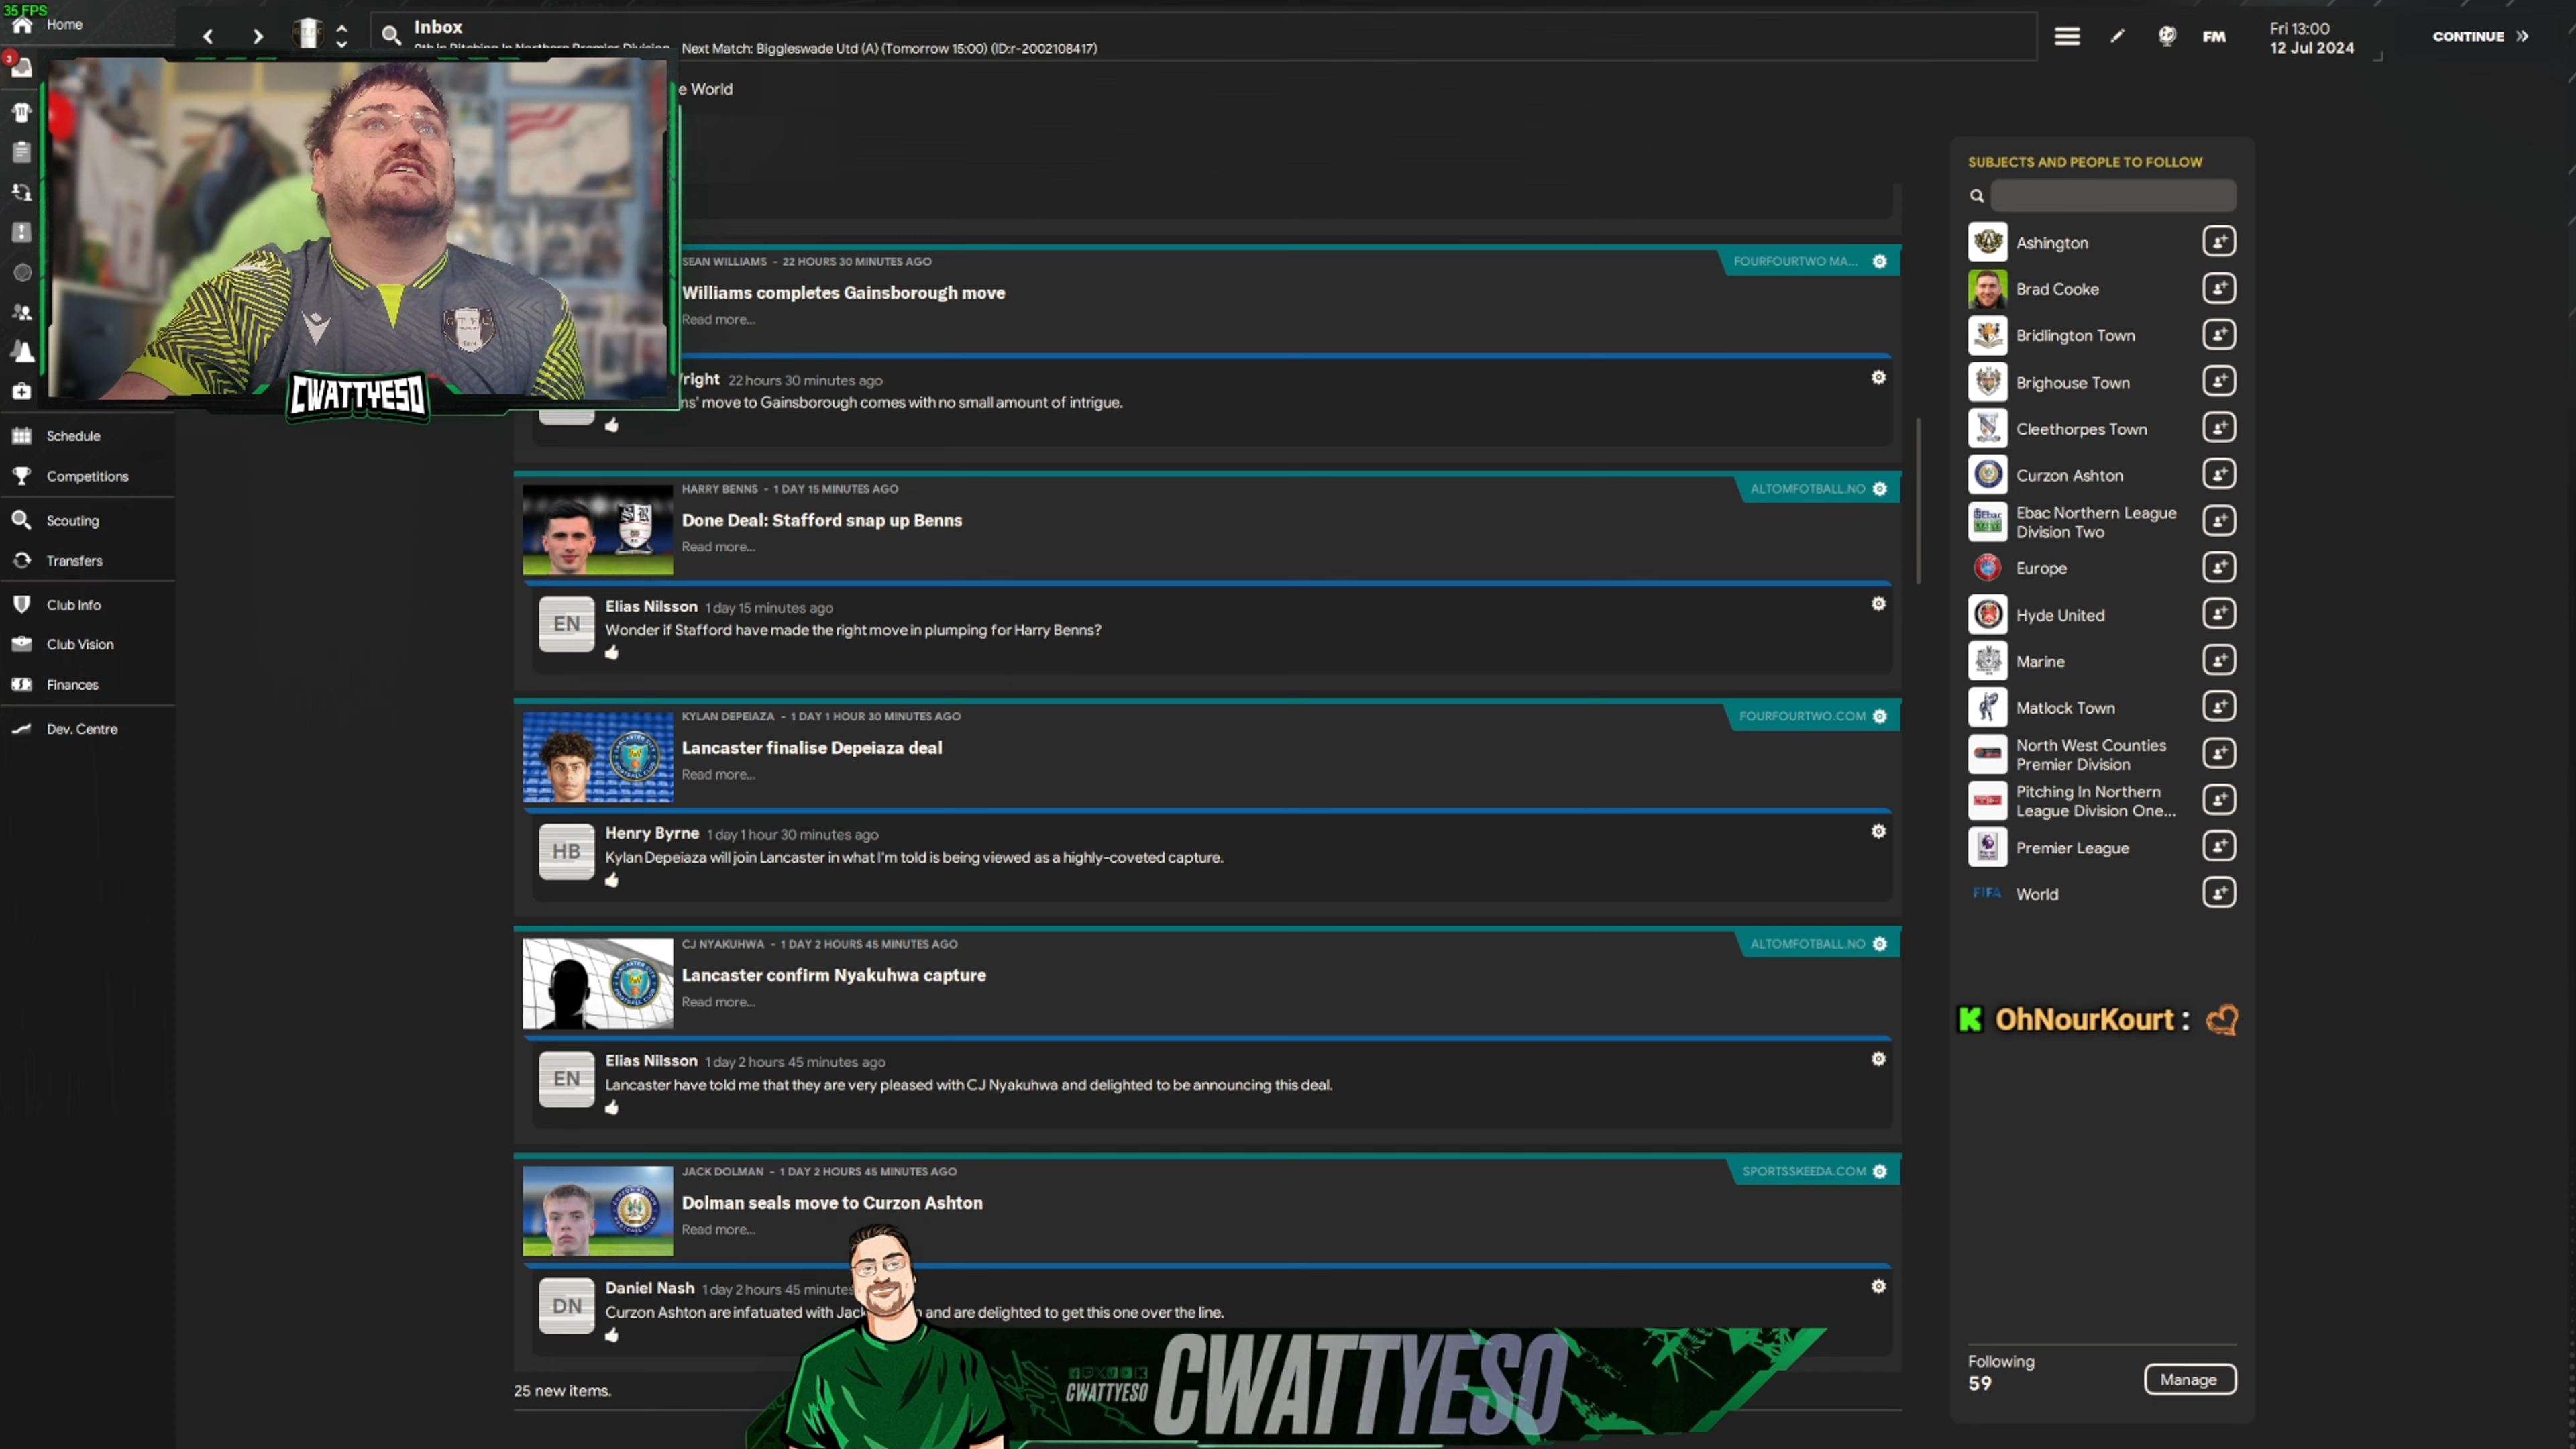 35 FPS
Home
Inbox
9th in Pitching In Northern Premier Division
Next Match: Biggleswade Utd (A) (Tomorrow 15:00) (ID:r-2002108417)
FM
Fri 13:00
12 Jul 2024
CONTINUE
3
e World
CWATTYESO
Schedule
Competitions
Scouting
Transfers
Club Info
Club Vision
Finances
Dev. Centre
SEAN WILLIAMS - 22 HOURS 30 MINUTES AGO
FOURFOURTWO MA...
Williams completes Gainsborough move
Read more...
right 22 hours 30 minutes ago
ns' move to Gainsborough comes with no small amount of intrigue.
HARRY BENNS - 1 DAY 15 MINUTES AGO
ALTOMFOTBALL.NO
Done Deal: Stafford snap up Benns
Read more...
EN
Elias Nilsson 1 day 15 minutes ago
Wonder if Stafford have made the right move in plumping for Harry Benns?
KYLAN DEPEIAZA - 1 DAY 1 HOUR 30 MINUTES AGO
FOURFOURTWO.COM
Lancaster finalise Depeiaza deal
Read more...
HB
Henry Byrne 1 day 1 hour 30 minutes ago
Kylan Depeiaza will join Lancaster in what I'm told is being viewed as a highly-coveted capture.
CJ NYAKUHWA - 1 DAY 2 HOURS 45 MINUTES AGO
ALTOMFOTBALL.NO
Lancaster confirm Nyakuhwa capture
Read more...
EN
Elias Nilsson 1 day 2 hours 45 minutes ago
Lancaster have told me that they are very pleased with CJ Nyakuhwa and delighted to be announcing this deal.
JACK DOLMAN - 1 DAY 2 HOURS 45 MINUTES AGO
SPORTSSKEEDA.COM
Dolman seals move to Curzon Ashton
Read more...
DN
Daniel Nash 1 day 2 hours 45 minutes
Curzon Ashton are infatuated with Jac and are delighted to get this one over the line.
25 new items.
CWATTYESO
CWATTYESO
SUBJECTS AND PEOPLE TO FOLLOW
Ashington
Brad Cooke
Bridlington Town
Brighouse Town
Cleethorpes Town
Curzon Ashton
Ebac Northern League
Division Two
Europe
Hyde United
Marine
Matlock Town
North West Counties
Premier Division
Pitching In Northern
League Division One...
Premier League
FIFA
World
K OhNourKourt :
Following
59
Manage